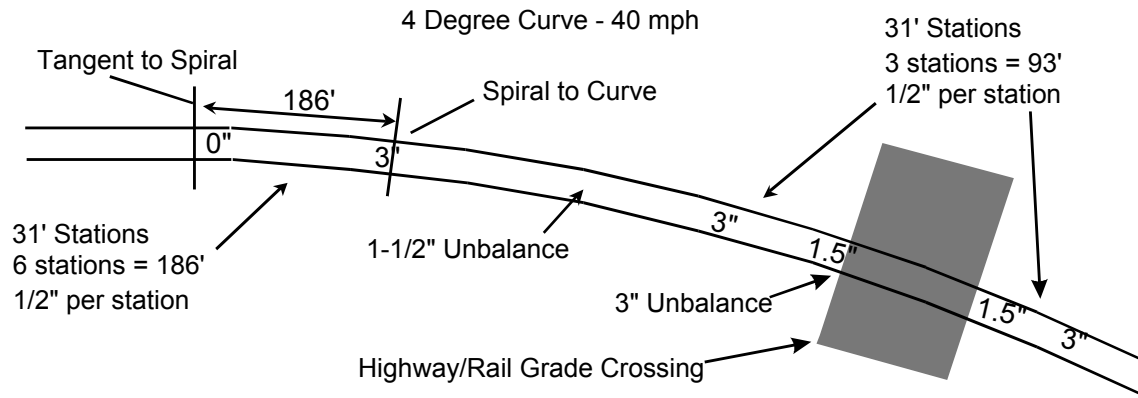 4 Degree Curve - 40 mph
31' Stations
3 stations = 93'
1/2" per station
Tangent to Spiral
186'
Spiral to Curve
0"
3"
31' Stations
6 stations = 186'
1/2" per station
1-1/2" Unbalance
3"
1.5"
3" Unbalance
1.5"
3"
Highway/Rail Grade Crossing